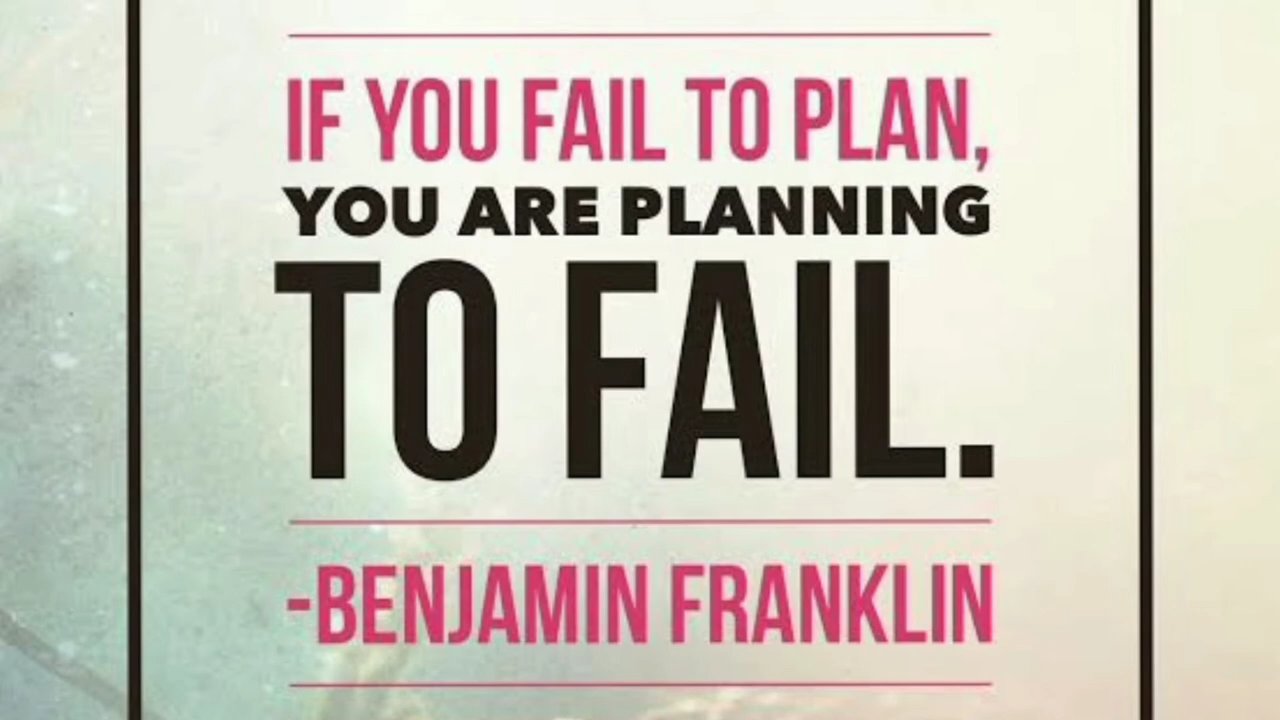 IF YOU FAIL TO PLAN,
YOU ARE PLANNING
TO FAIL.
-BENJAMIN FRANKLIN